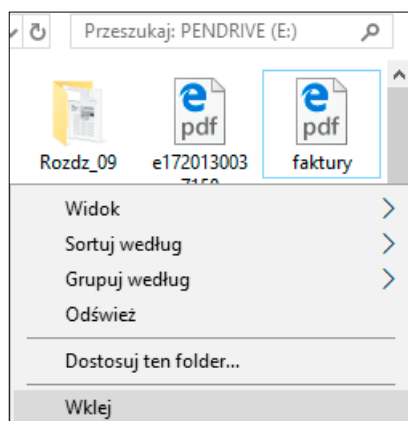 Przeszukaj: PENDRIVE (E:)
pdf
pdf
Rozdz_09
e172013003
faktury
Widok
Sortuj według
Grupuj według
Odśwież
Dostosuj ten folder...
Wklej